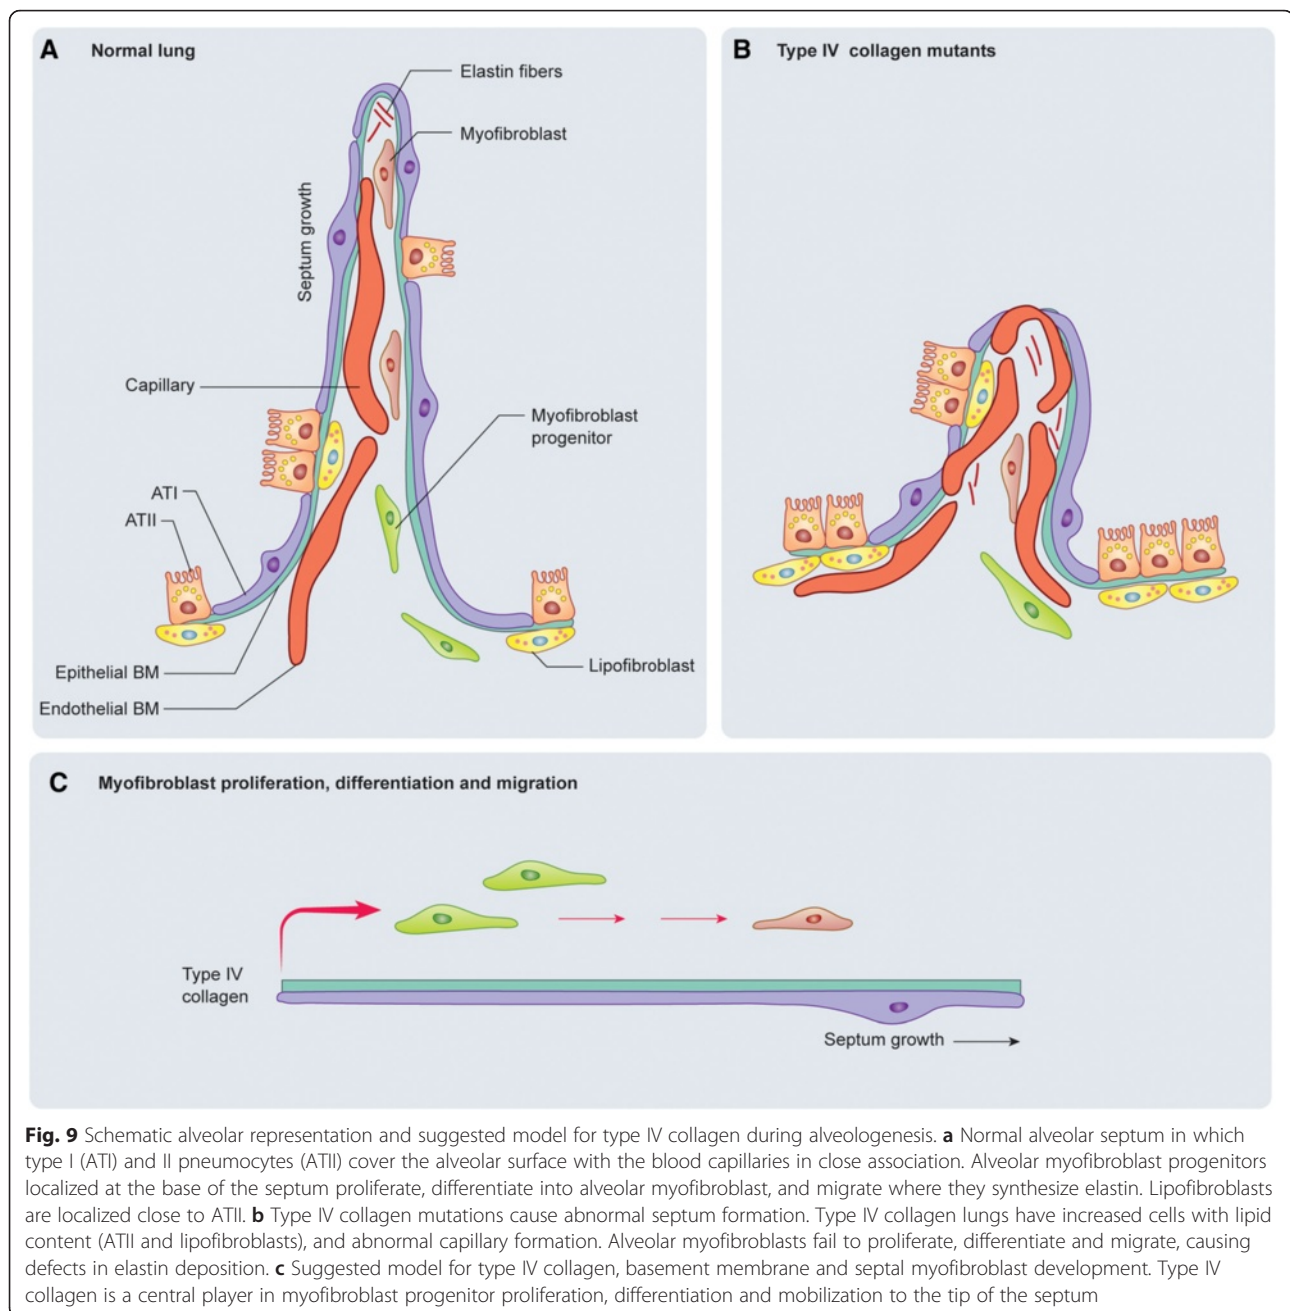 A Normal lung
Elastin fibers
Myofibroblast
Septum growth
Capillary
Myofibroblast
progenitor
ATI
ATII
Epithelial BM
Lipofibroblast
Endothelial BM
B Type IV collagen mutants
C Myofibroblast proliferation, differentiation and migration
Type IV
collagen
Septum growth
Fig. 9 Schematic alveolar representation and suggested model for type IV collagen during alveologenesis. a Normal alveolar septum in which
type I (ATI) and II pneumocytes (ATII) cover the alveolar surface with the blood capillaries in close association. Alveolar myofibroblast progenitors
localized at the base of the septum proliferate, differentiate into alveolar myofibroblast, and migrate where they synthesize elastin. Lipofibroblasts
are localized close to ATII. b Type IV collagen mutations cause abnormal septum formation. Type IV collagen lungs have increased cells with lipid
content (ATII and lipofibroblasts), and abnormal capillary formation. Alveolar myofibroblasts fail to proliferate, differentiate and migrate, causing
defects in elastin deposition. c Suggested model for type IV collagen, basement membrane and septal myofibroblast development. Type IV
collagen is a central player in myofibroblast progenitor proliferation, differentiation and mobilization to the tip of the septum